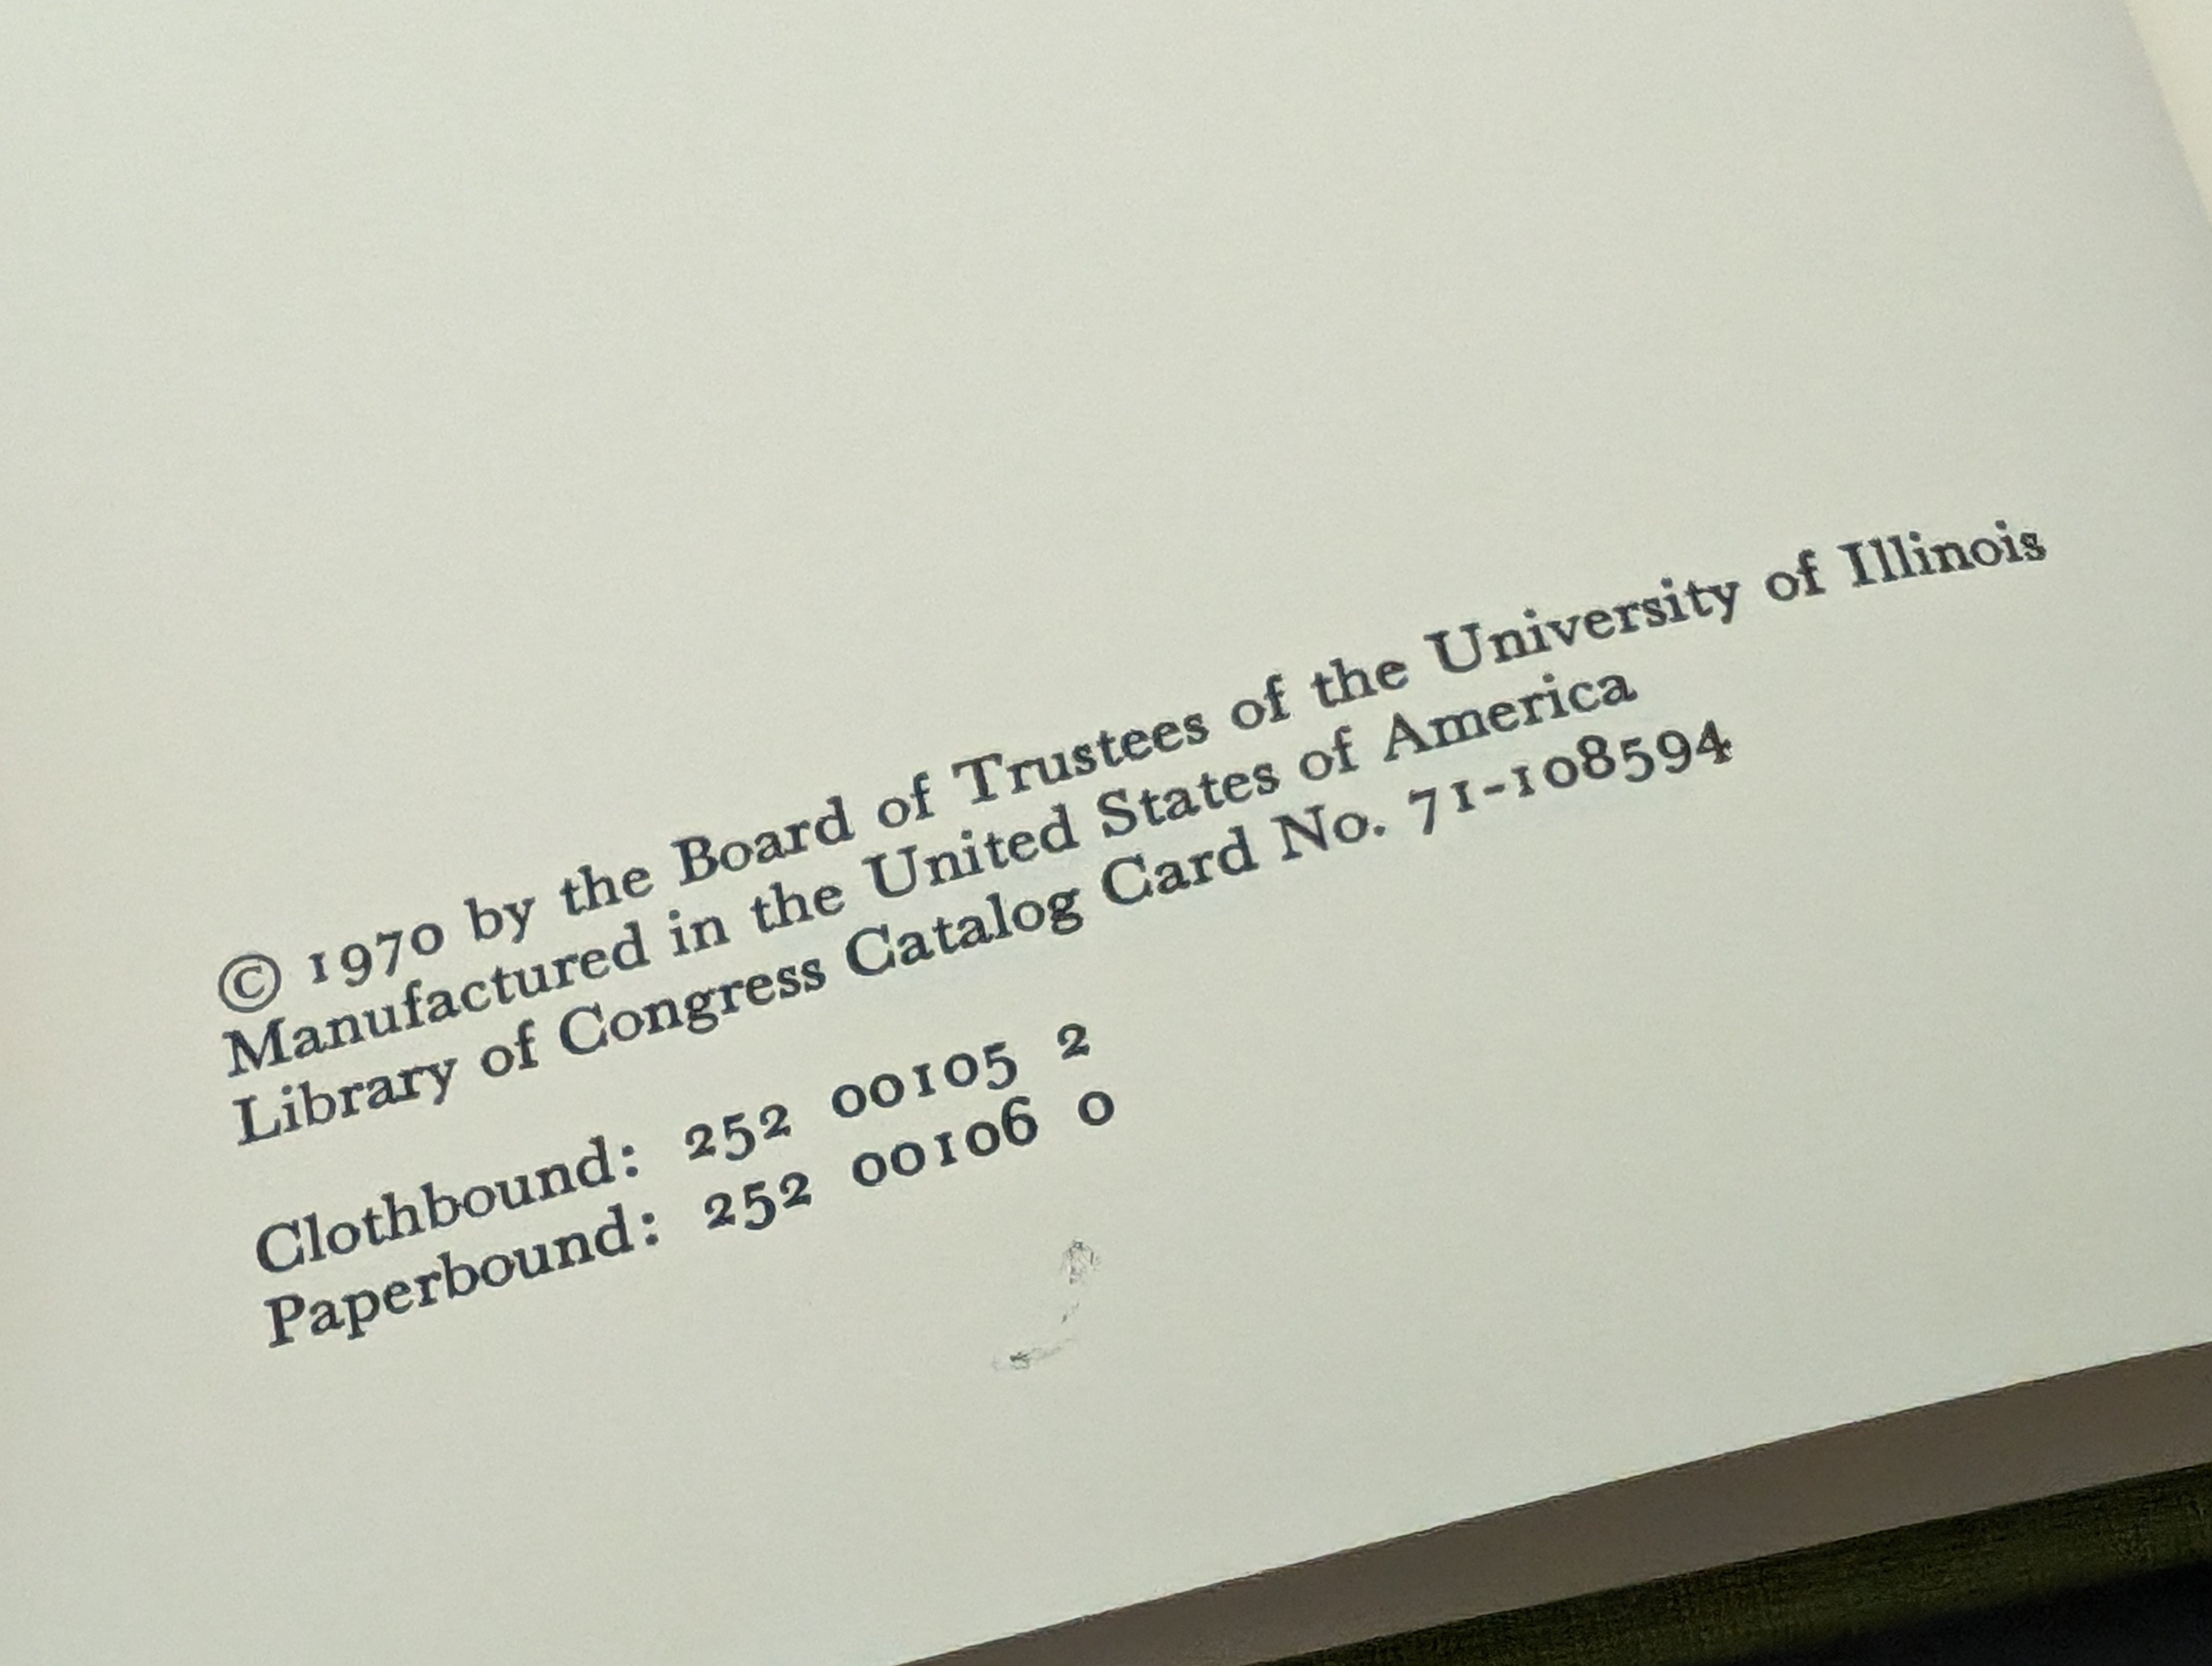 © 1970 by the Board of Trustees of the University of Illinois
Manufactured in the United States of America
Library of Congress Catalog Card No. 71-108594
Clothbound: 252 00105 2
Paperbound: 252 00106 0